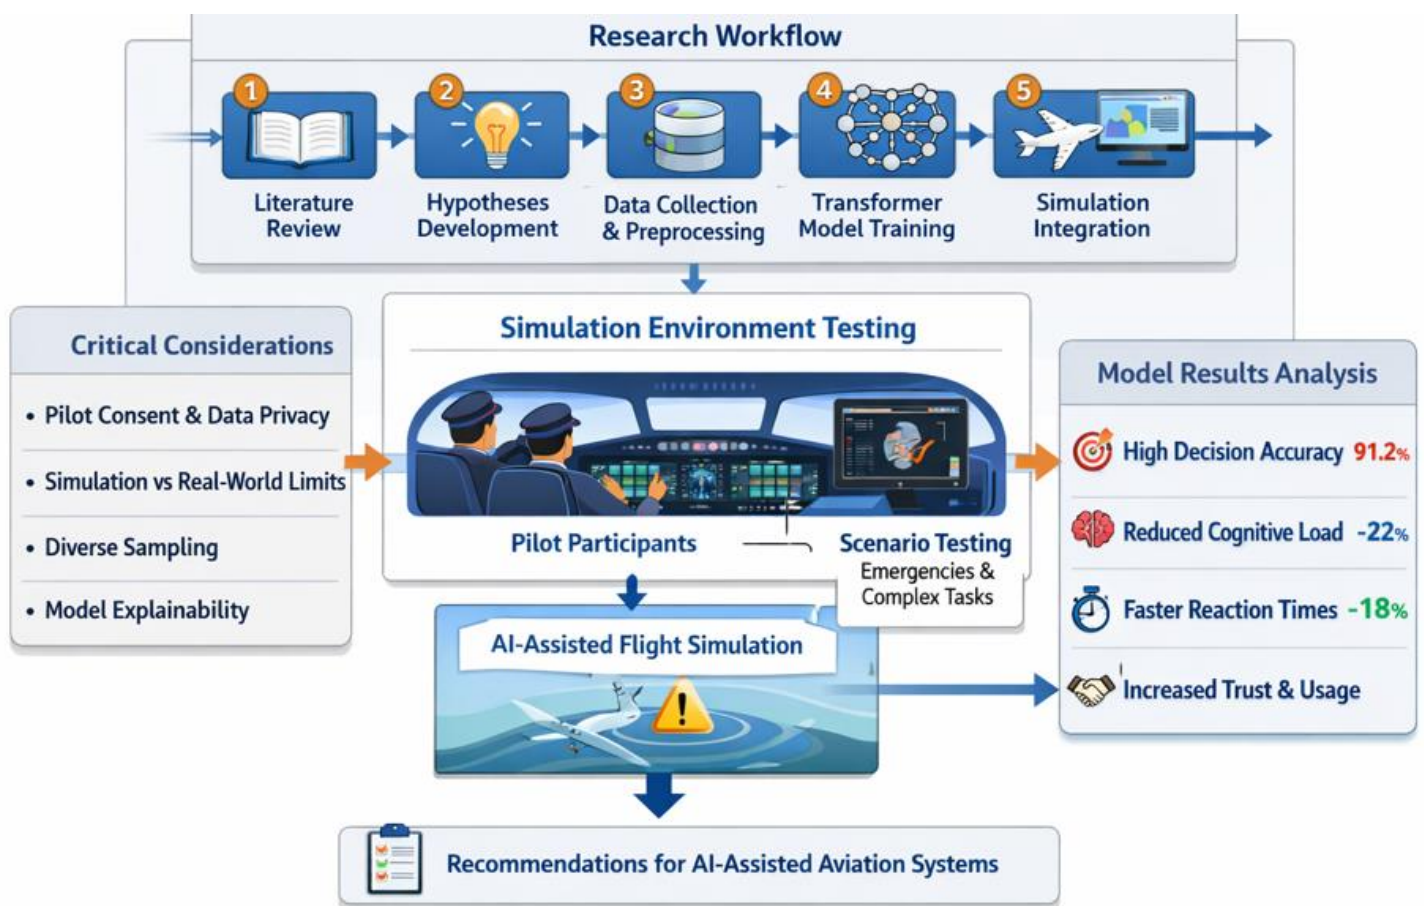 Research Workflow
1
2
3
4
5
Literature
Review
Hypotheses
Development
Data Collection
& Preprocessing
Transformer
Model Training
Simulation
Integration
Critical Considerations
• Pilot Consent & Data Privacy
• Simulation vs Real-World Limits
• Diverse Sampling
• Model Explainability
Simulation Environment Testing
Pilot Participants
Scenario Testing
Emergencies &
Complex Tasks
AI-Assisted Flight Simulation
Model Results Analysis
High Decision Accuracy 91.2%
Reduced Cognitive Load -22%
Faster Reaction Times -18%
Increased Trust & Usage
Recommendations for AI-Assisted Aviation Systems